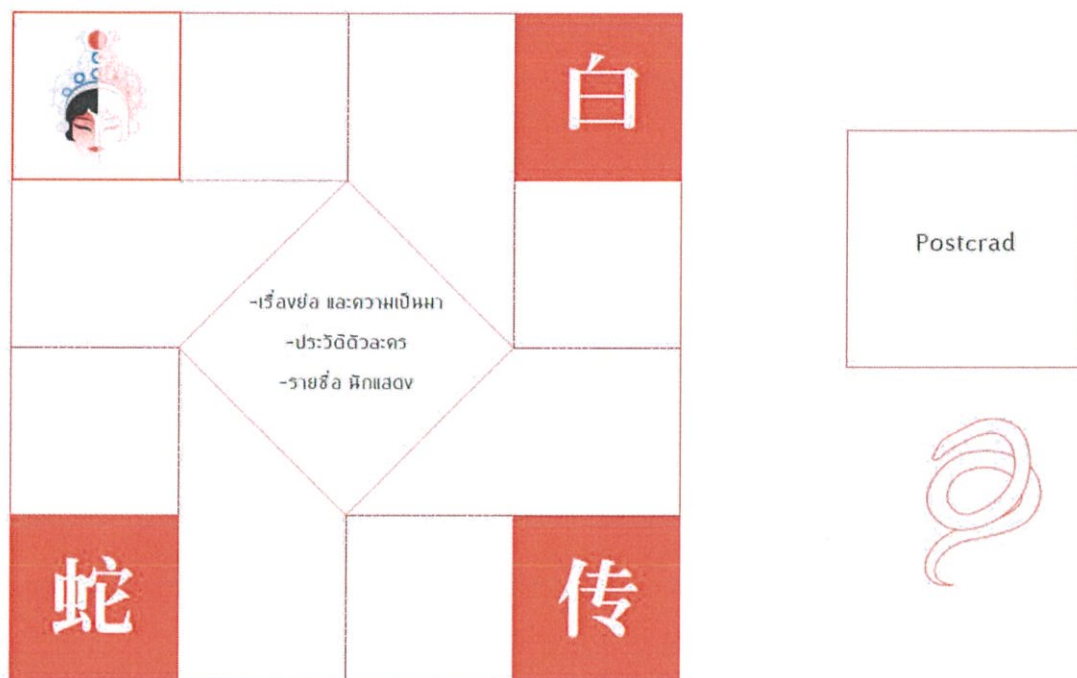 白
Postcrad
-เรื่องย่อ และความเป็นมา
-ประวัติตัวละคร
-รายชื่อ นักแสดง
蛇
传